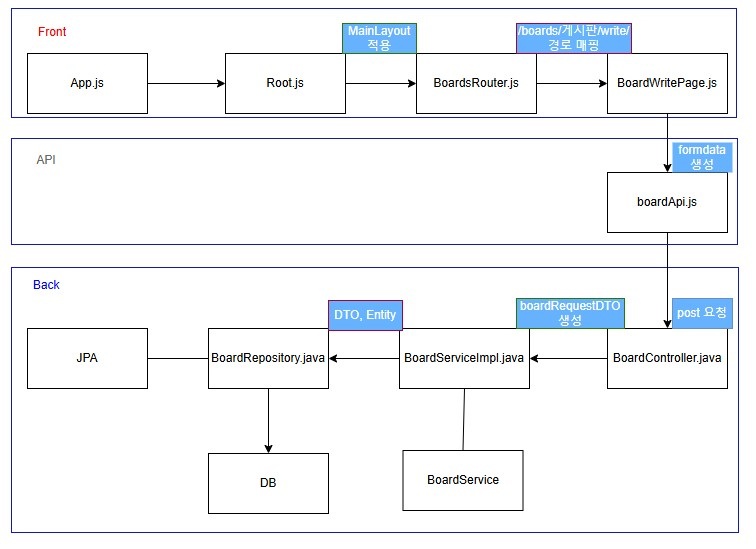 Front
MainLayout
적용
/boards/게시판/write/
경로 매핑
App.js
Root.js
BoardsRouter.js
BoardWritePage.js
API
formdata
생성
boardApi.js
Back
DTO, Entity
boardRequestDTO
생성
post 요청
JPA
BoardRepository.java
BoardServiceImpl.java
BoardController.java
DB
BoardService